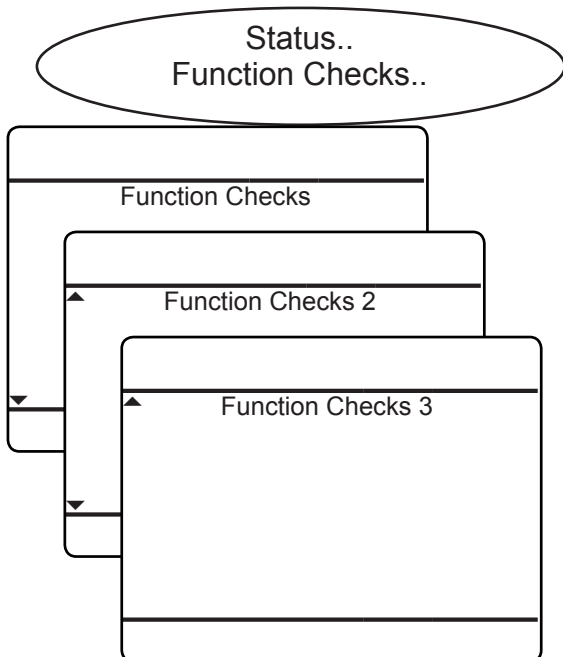 Status..
Function Checks..
Function Checks
Function Checks 2
Function Checks 3